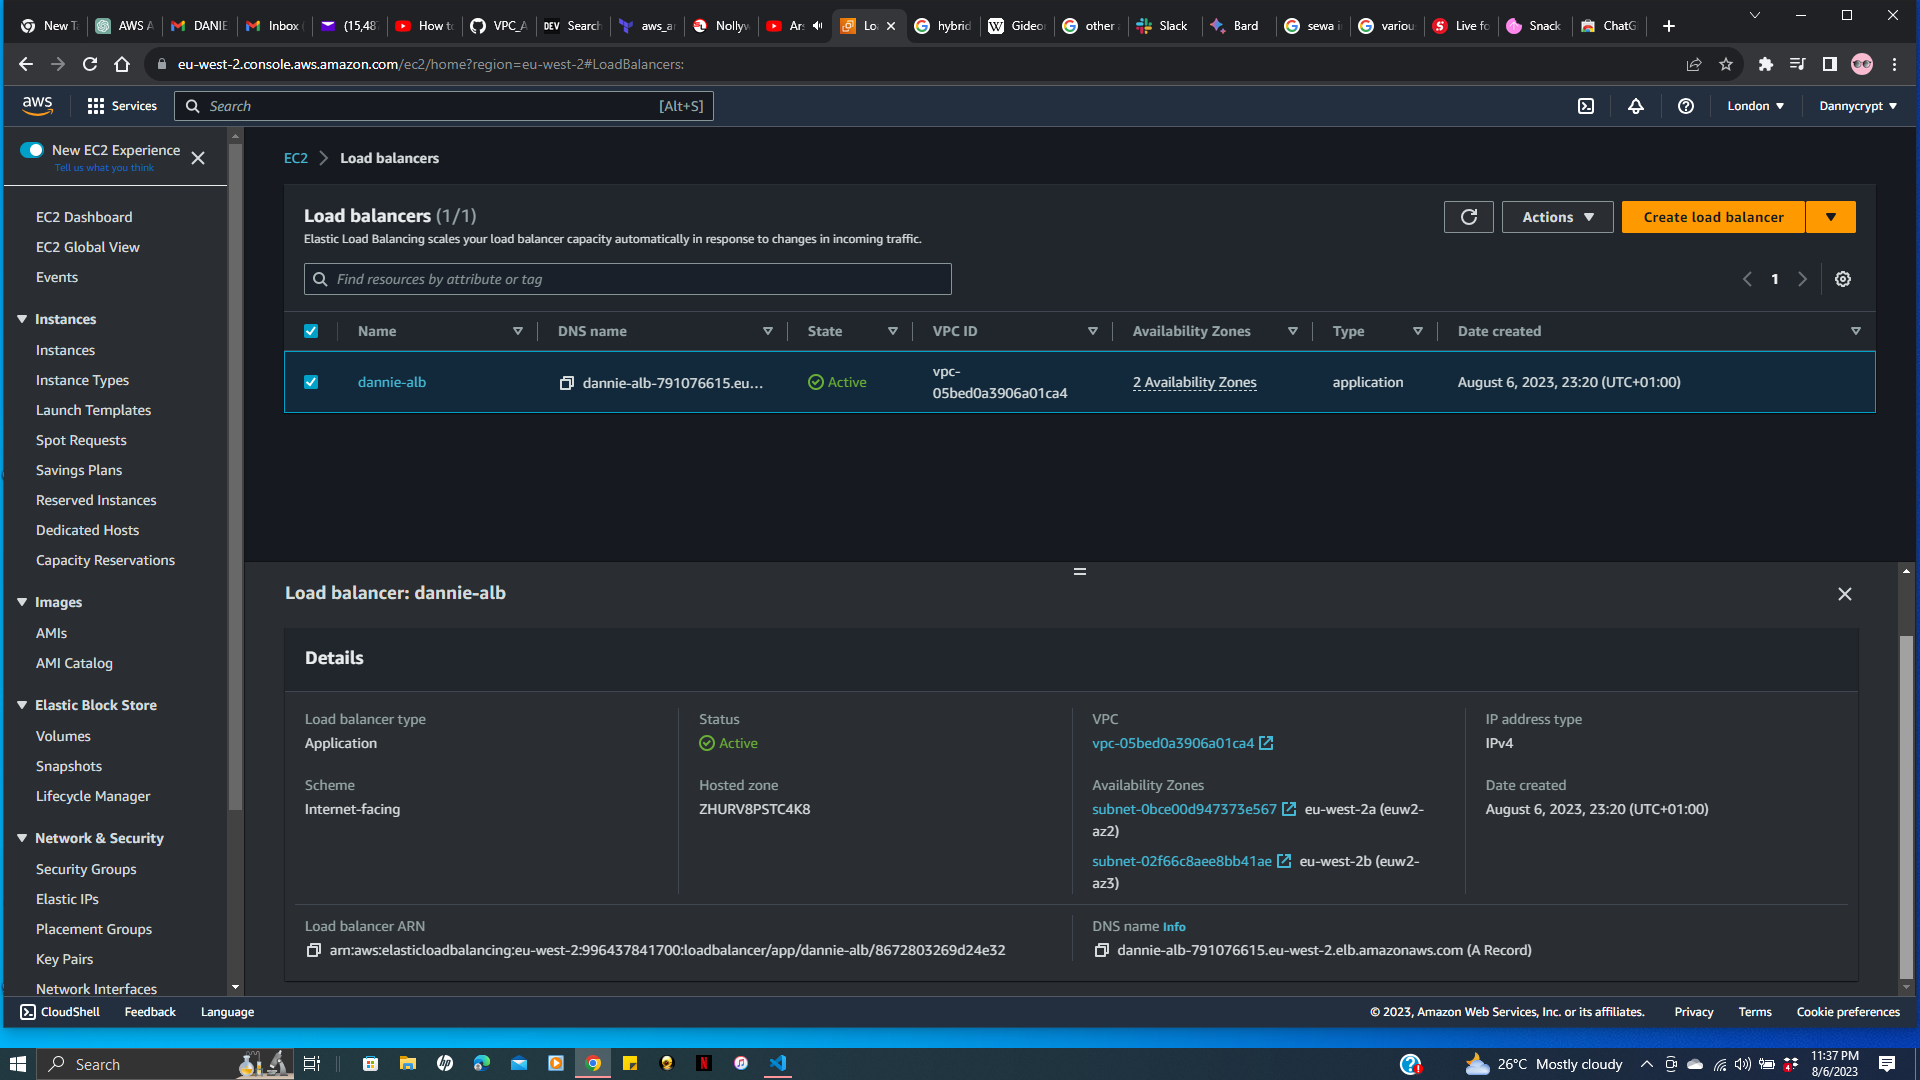 New Ta
AWS A
DANIE
Inbox (
(15,48
How to
VPC_A
DEV
Search
aws_ar
Nollyw
Ars
Lo
hybrid
Gideon
other a
Slack
Bard
sewa i
variou
Live fo
Snack
ChatG
eu-west-2.console.aws.amazon.com/ec2/home?region=eu-west-2#LoadBalancers:
aws
Services
Search
[Alt+S]
London
Dannycrypt
New EC2 Experience
Tell us what you think
EC2 Dashboard
EC2 Global View
Events
Instances
Instances
Instance Types
Launch Templates
Spot Requests
Savings Plans
Reserved Instances
Dedicated Hosts
Capacity Reservations
Images
AMIs
AMI Catalog
Elastic Block Store
Volumes
Snapshots
Lifecycle Manager
Network & Security
Security Groups
Elastic IPs
Placement Groups
Key Pairs
Network Interfaces
EC2
Load balancers
Load balancers (1/1)
Elastic Load Balancing scales your load balancer capacity automatically in response to changes in incoming traffic.
Actions
Create load balancer
Find resources by attribute or tag
1
Name
DNS name
State
VPC ID
Availability Zones
Type
Date created
dannie-alb
dannie-alb-791076615.eu...
Active
vpc-
05bed0a3906a01ca4
2 Availability Zones
application
August 6, 2023, 23:20 (UTC+01:00)
Load balancer: dannie-alb
Details
Load balancer type
Application
Status
Active
VPC
vpc-05bed0a3906a01ca4
IP address type
IPv4
Scheme
Internet-facing
Hosted zone
ZHURV8PSTC4K8
Availability Zones
subnet-0bce00d947373e567 eu-west-2a (euw2-
az2)
subnet-02f66c8aee8bb41ae eu-west-2b (euw2-
az3)
Date created
August 6, 2023, 23:20 (UTC+01:00)
Load balancer ARN
arn:aws:elasticloadbalancing:eu-west-2:996437841700:loadbalancer/app/dannie-alb/8672803269d24e32
DNS name Info
dannie-alb-791076615.eu-west-2.elb.amazonaws.com (A Record)
CloudShell
Feedback
Language
© 2023, Amazon Web Services, Inc. or its affiliates.
Privacy
Terms
Cookie preferences
Search
26°C Mostly cloudy
11:37 PM
8/6/2023